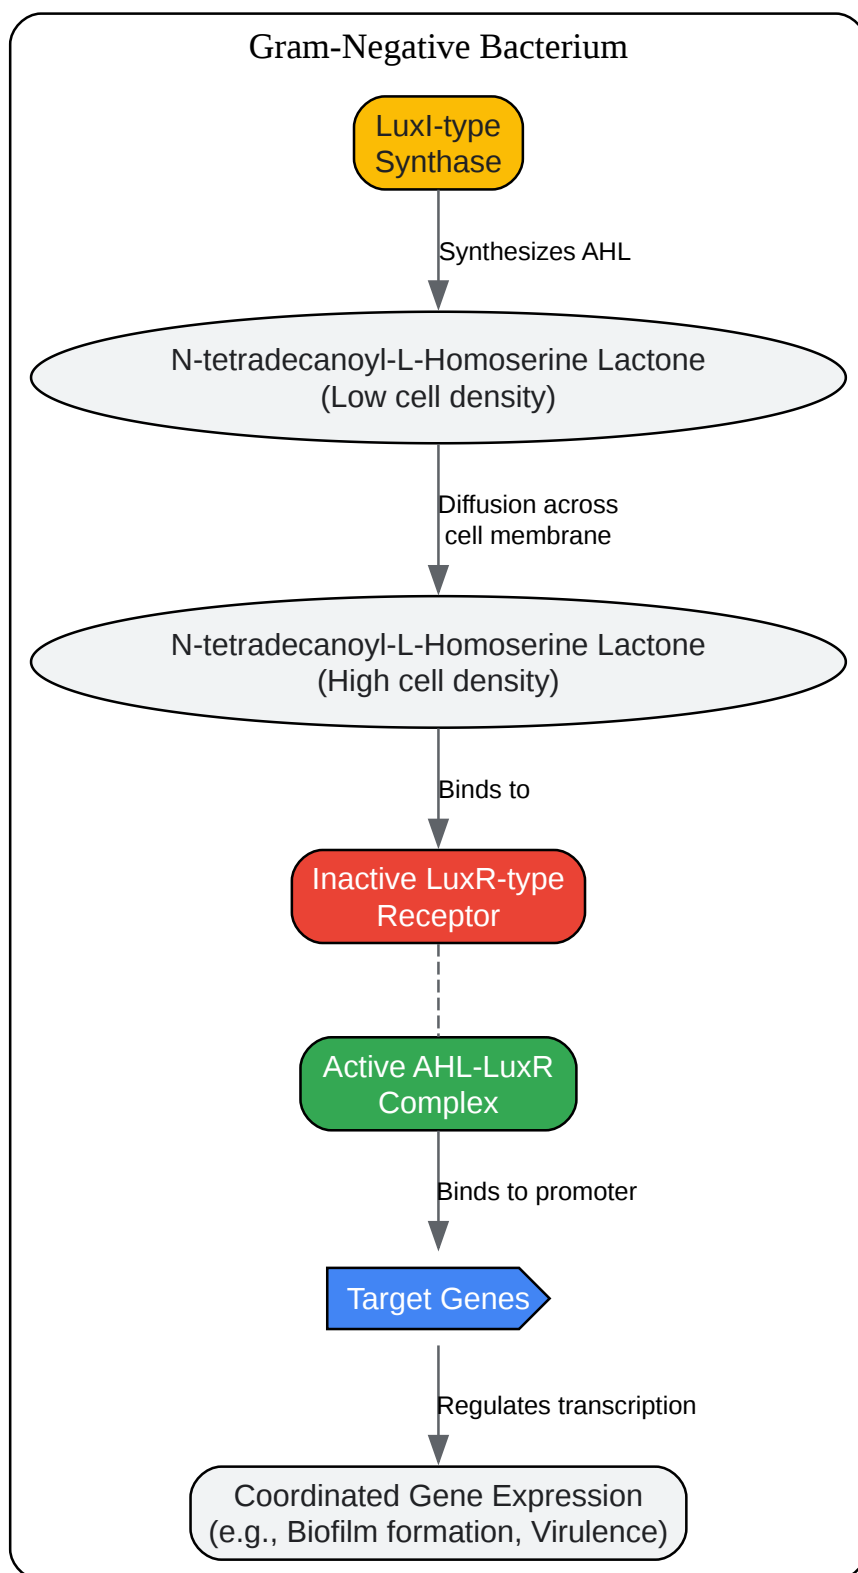 Gram-Negative Bacterium
LuxI-type
Synthase
Synthesizes AHL
N-tetradecanoyl-L-Homoserine Lactone
(Low cell density)
Diffusion across
cell membrane
N-tetradecanoyl-L-Homoserine Lactone
(High cell density)
Binds to
Inactive LuxR-type
Receptor
Active AHL-LuxR
Complex
Binds to promoter
Target Genes
Regulates transcription
Coordinated Gene Expression
(e.g., Biofilm formation, Virulence)